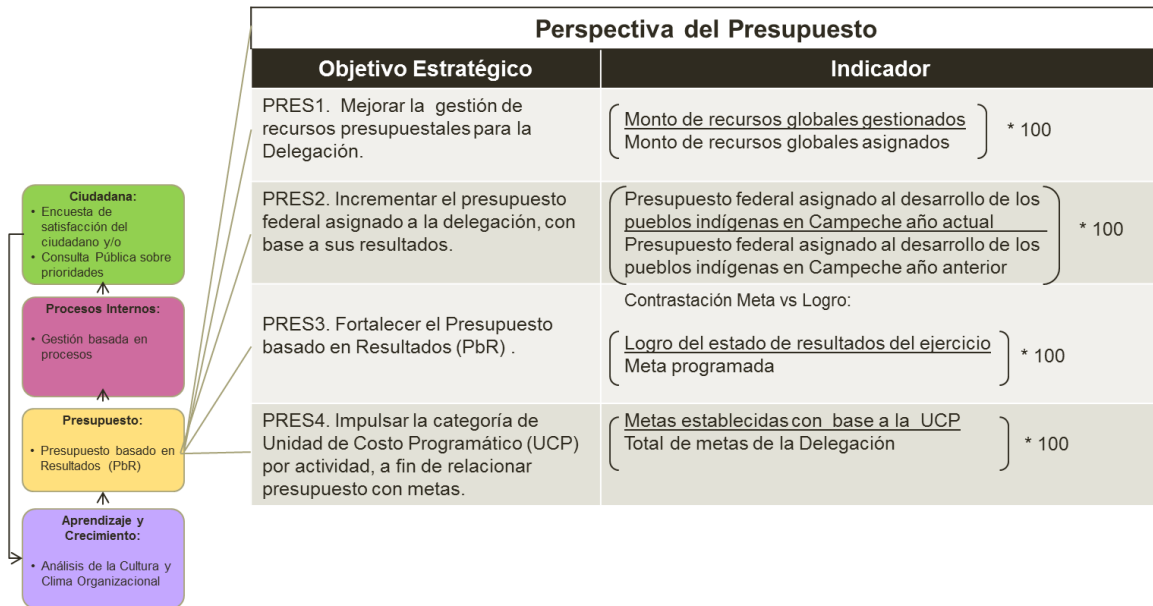 Perspectiva del Presupuesto
Objetivo Estratégico
Indicador
PRES1. Mejorar la gestión de
recursos presupuestales para la
Delegación.
Monto de recursos globales gestionados
Monto de recursos globales asignados
* 100
PRES2. Incrementar el presupuesto
federal asignado a la delegación, con
base a sus resultados.
Presupuesto federal asignado al desarrollo de los
pueblos indígenas en Campeche año actual
Presupuesto federal asignado al desarrollo de los
pueblos indígenas en Campeche año anterior
* 100
PRES3. Fortalecer el Presupuesto
basado en Resultados (PbR) .
Contrastación Meta vs Logro:
Logro del estado de resultados del ejercicio
Meta programada
* 100
PRES4. Impulsar la categoría de
Unidad de Costo Programático (UCP)
por actividad, a fin de relacionar
presupuesto con metas.
Metas establecidas con base a la UCP
Total de metas de la Delegación
* 100
Ciudadana:
• Encuesta de
satisfacción del
ciudadano y/o
• Consulta Pública sobre
prioridades
Procesos Internos:
• Gestión basada en
procesos
Presupuesto:
• Presupuesto basado en
Resultados (PbR)
Aprendizaje y
Crecimiento:
• Análisis de la Cultura y
Clima Organizacional